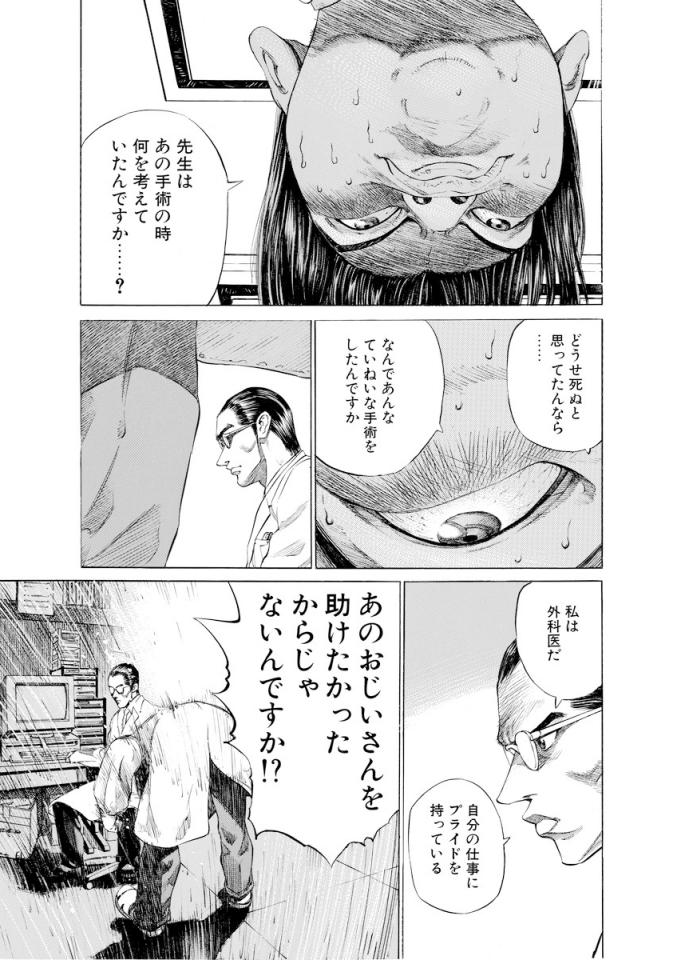 先生は
あの手術の時
何を考えて
いたんですか……？
どうせ死ぬと
思ってたんなら
……
なんであんな
ていねいな手術を
したんですか
私は
外科医だ
自分の仕事に
プライドを
持っている
あのおじいさんを
助けたかった
からじゃ
ないんですか!?